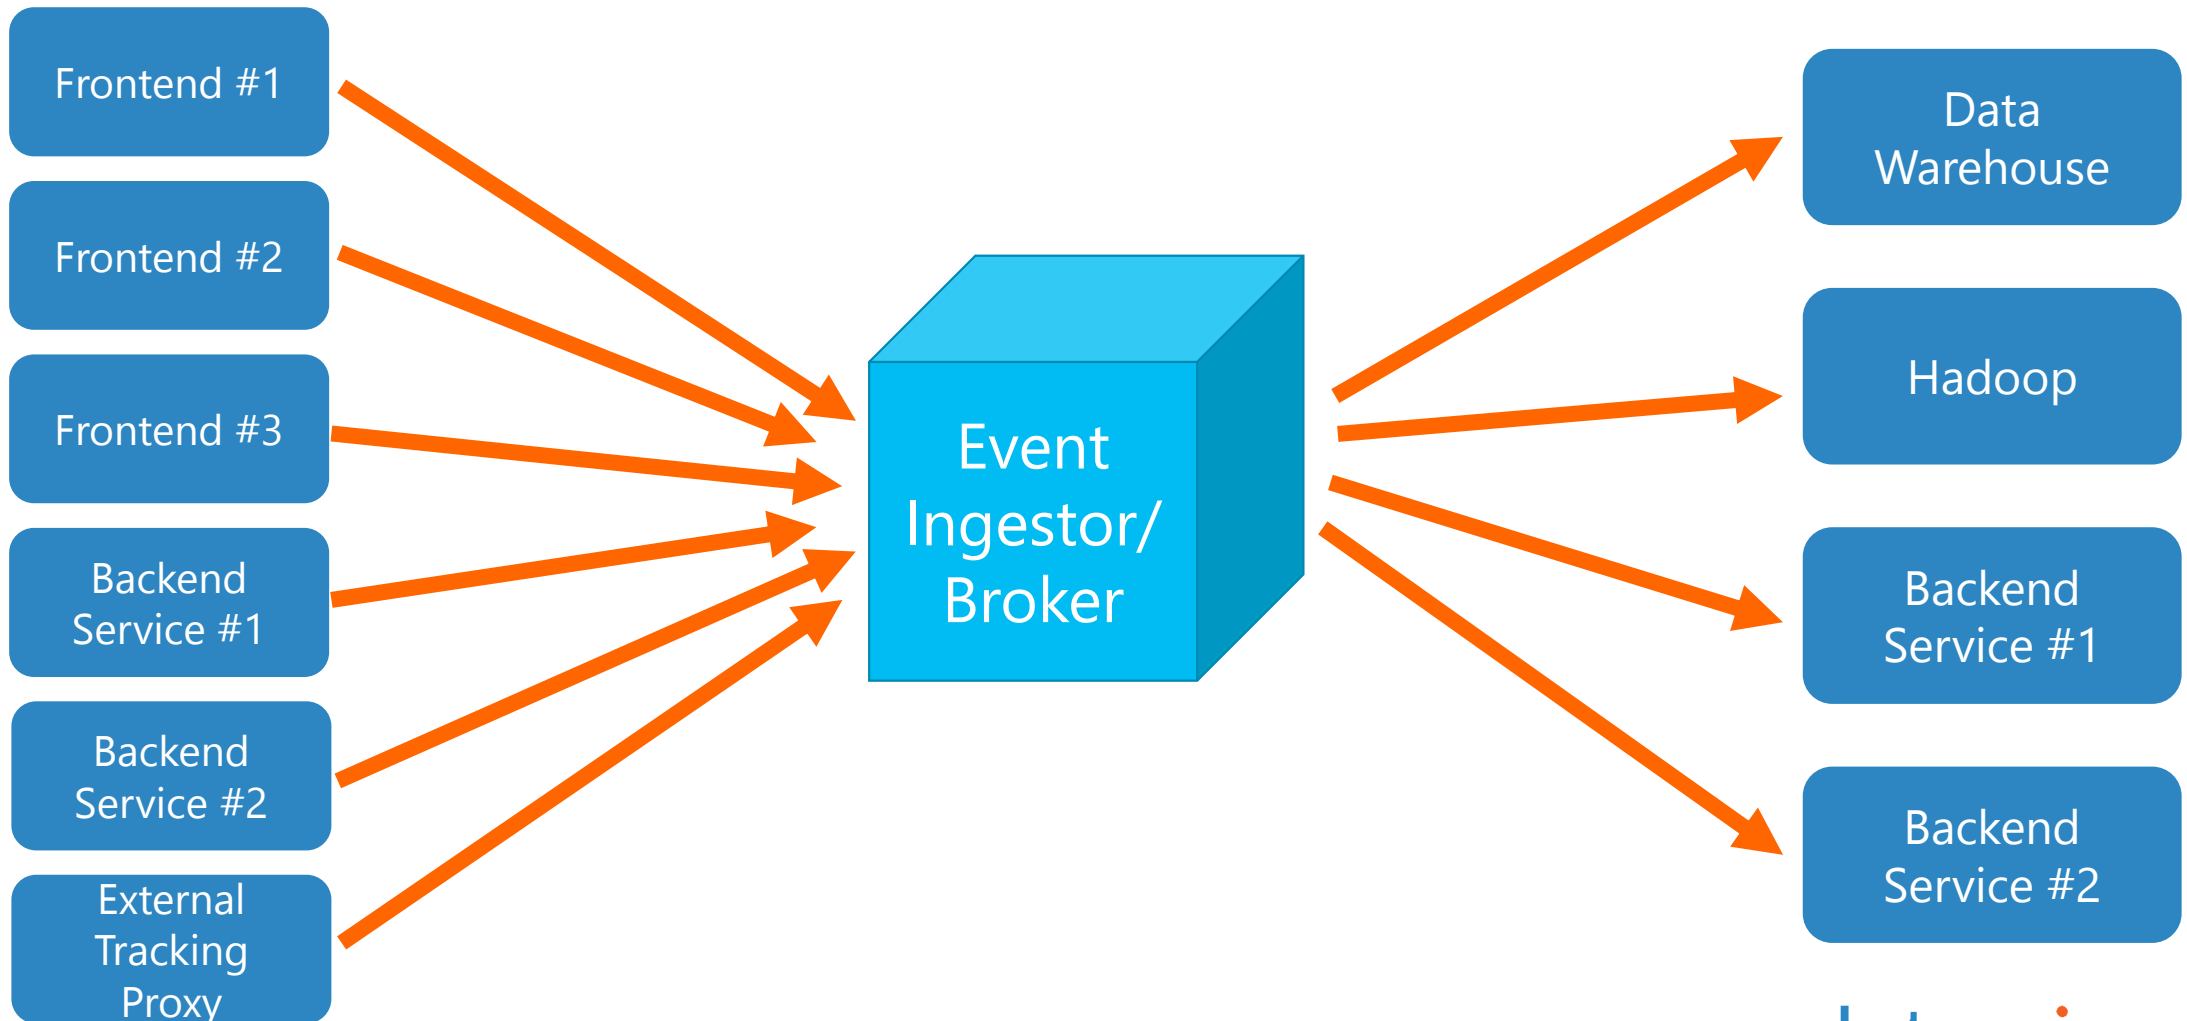 Frontend #1
Frontend #2
Frontend #3
Backend
Service #1
Backend
Service #2
External
Tracking
Proxy
Event
Ingestor/
Broker
Data
Warehouse
Hadoop
Backend
Service #1
Backend
Service #2